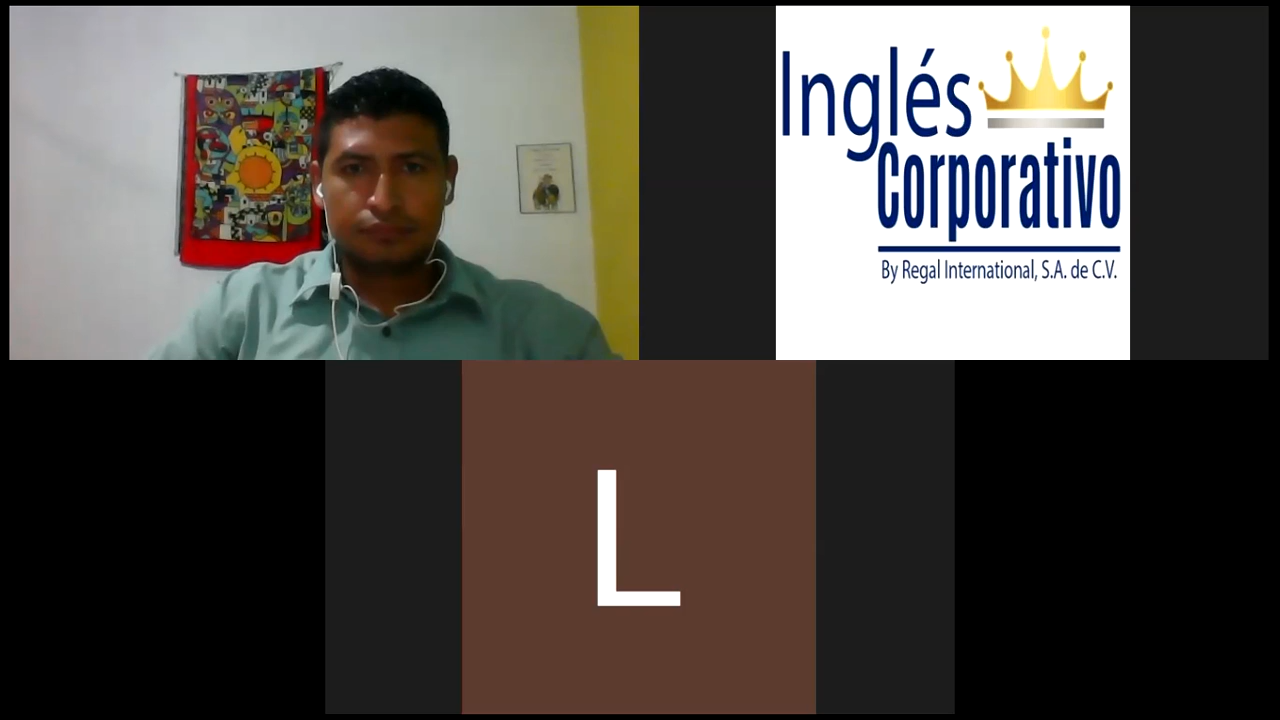 Inglés
Corporativo
By Regal International, S.A. de C.V.
L